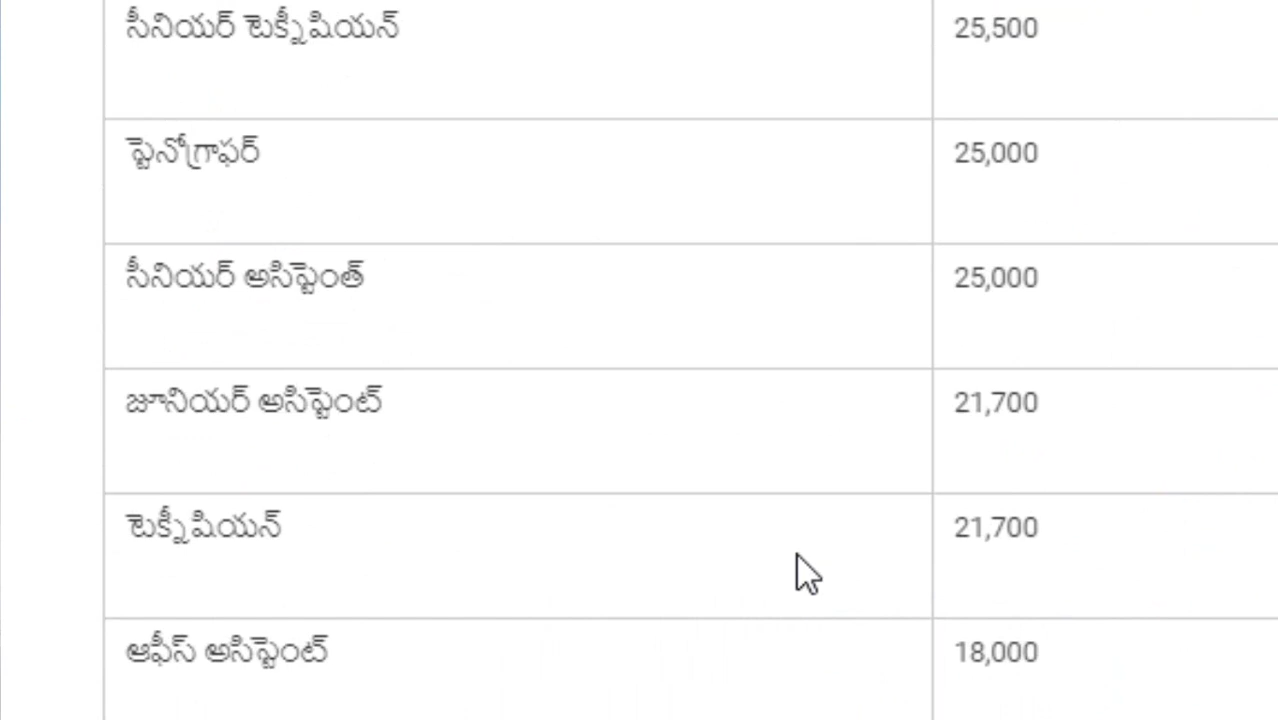 సీనియర్ టెక్నీషియన్ 25,500
స్టెనోగ్రాఫర్ 25,000
సీనియర్ అసిస్టెంత్ 25,000
జూనియర్ అసిస్టెంట్ 21,700
టెక్నీషియన్ 21,700
ఆఫీస్ అసిస్టెంట్ 18,000